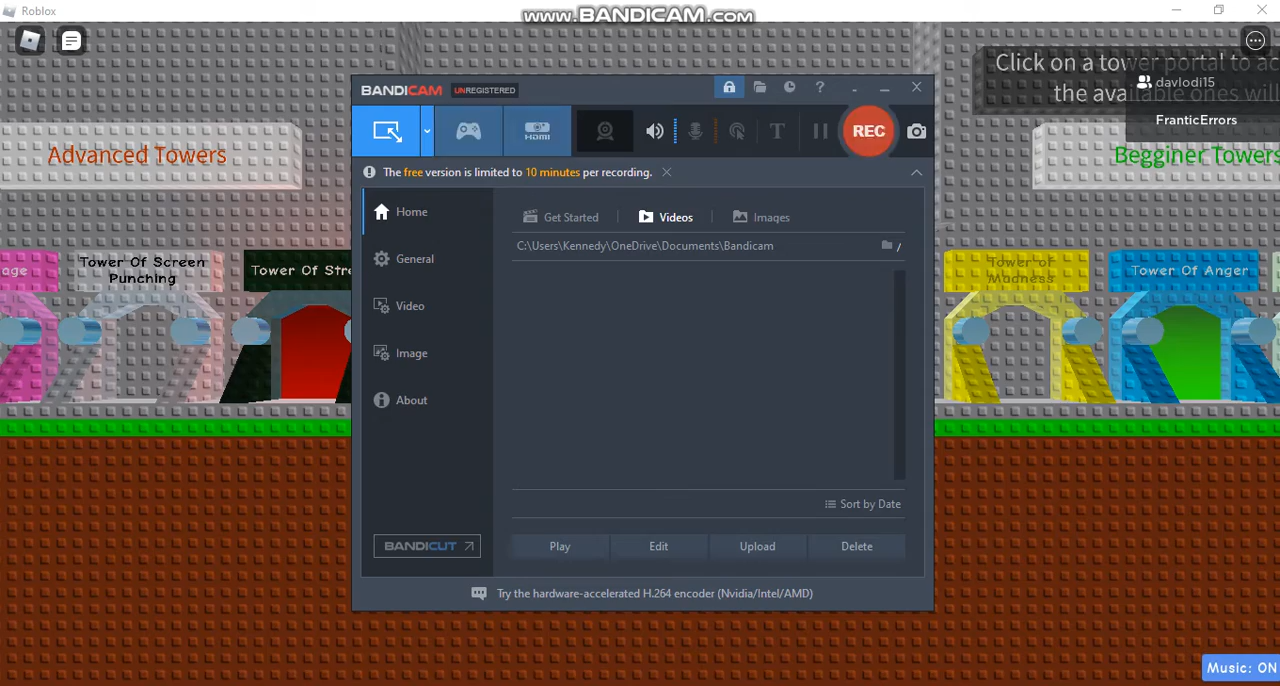 Roblox
www.BANDICAM.com
Click on a tower portal to ac
the ava
ones will
davlodi15
FranticErrors
Advanced Towers
Begginer Towers
age
Tower Of Screen
Punching
Tower Of Stre
Tower of
Madness
Tower Of Anger
BANDICAM UNREGISTERED
?
HDMI
T
REC
The free version is limited to 10 minutes per recording.
Home
General
Video
Image
About
Get Started
Videos
Images
C:\Users\Kennedy\OneDrive\Documents\Bandicam
Sort by Date
Play
Edit
Upload
Delete
BANDICUT
Try the hardware-accelerated H.264 encoder (Nvidia/Intel/AMD)
Music: ON